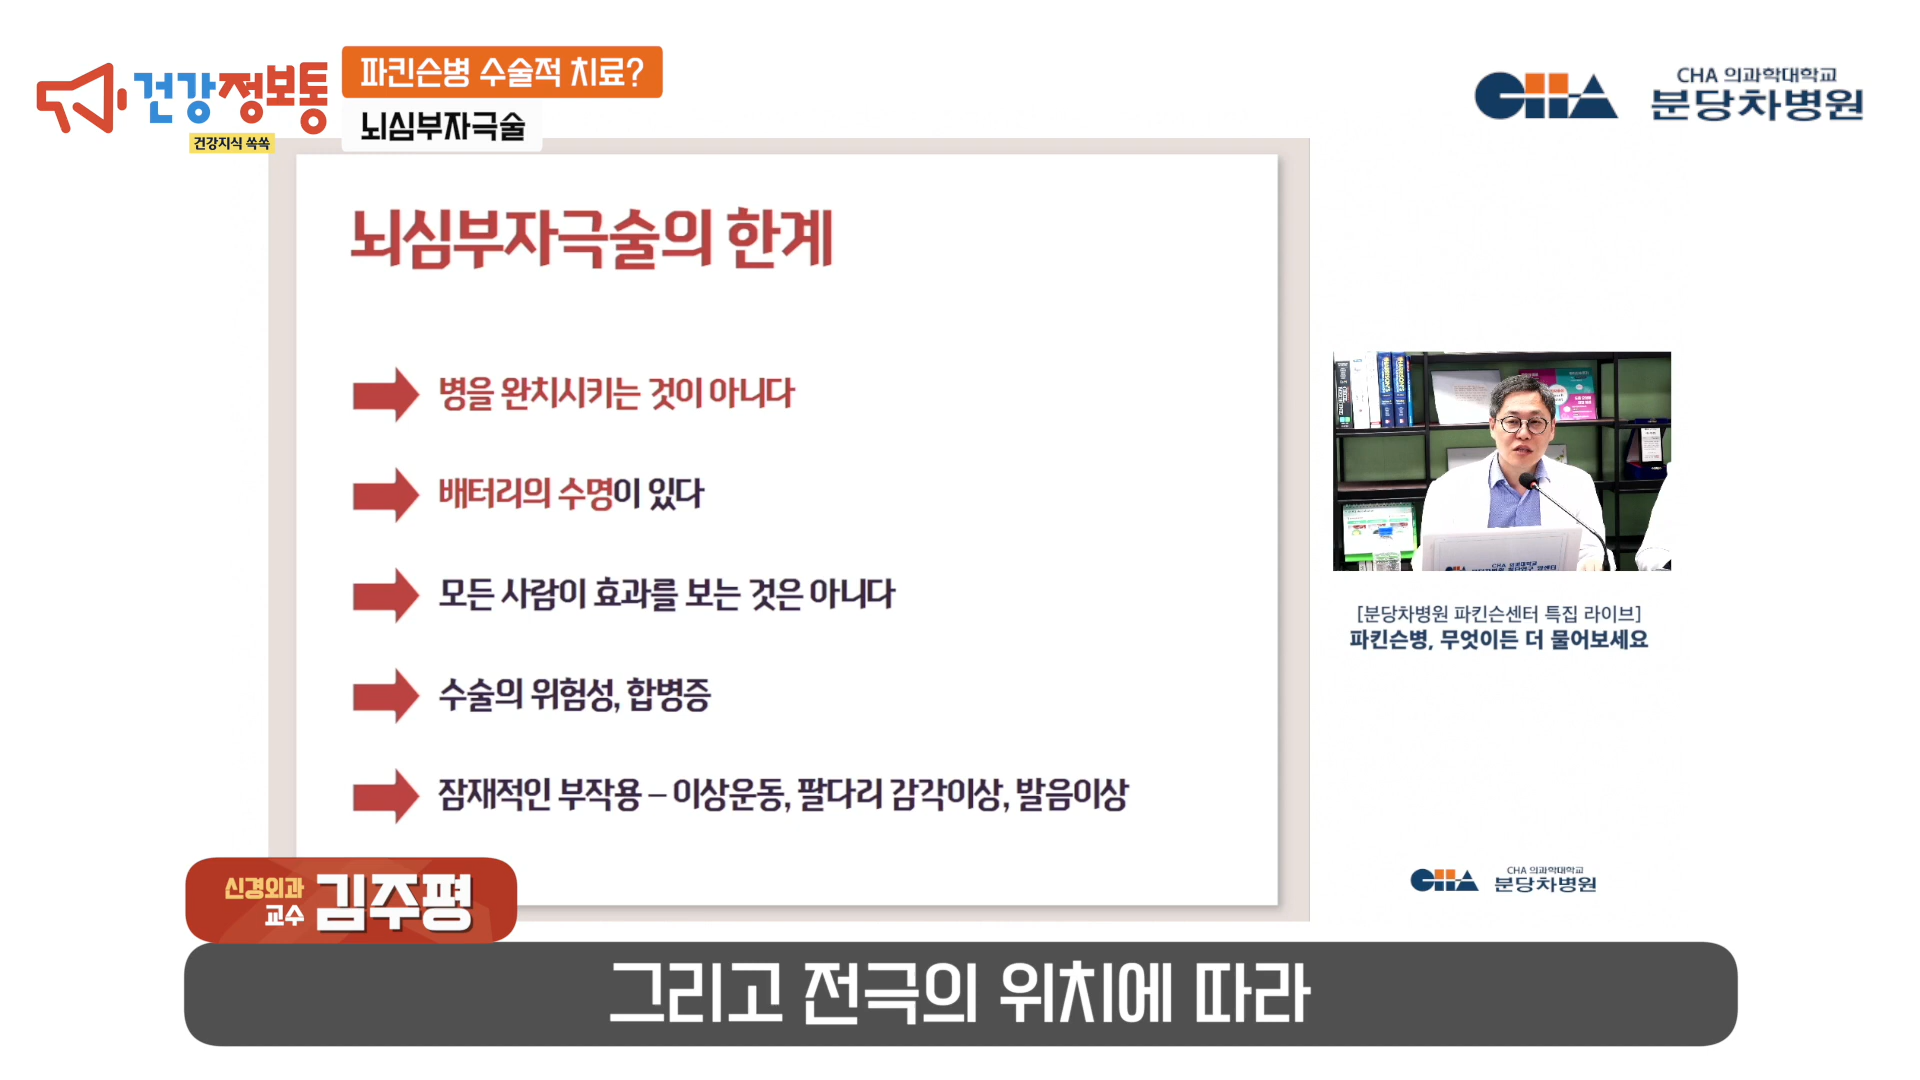 건강정보통
건강지식 쏙쏙
파킨슨병 수술적 치료?
뇌심부자극술
CHA
CHA 의과학대학교
분당차병원
뇌심부자극술의 한계
병을 완치시키는 것이 아니다
배터리의 수명이 있다
모든 사람이 효과를 보는 것은 아니다
수술의 위험성, 합병증
잠재적인 부작용 – 이상운동, 팔다리 감각이상, 발음이상
[분당차병원 파킨슨센터 특집 라이브]
파킨슨병, 무엇이든 더 물어보세요
CHA
CHA 의과학대학교
분당차병원
신경외과
교수 김주평
그리고 전극의 위치에 따라